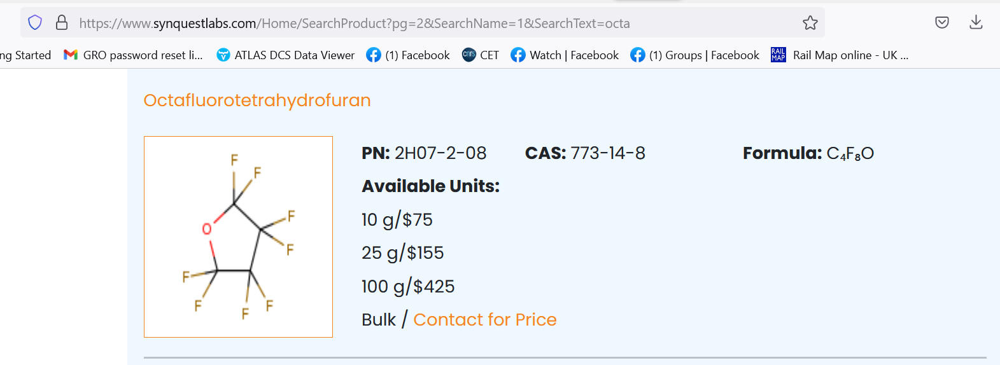 https://www.synquestlabs.com/Home/SearchProduct?pg=2&SearchName=1&SearchText=octa
ng Started GRO password reset li... ATLAS DCS Data Viewer (1) Facebook cnrs CET Watch | Facebook (1) Groups | Facebook RAIL MAP Rail Map online - UK ...
Octafluorotetrahydrofuran
PN: 2H07-2-08 CAS: 773-14-8 Formula: C₄F₈O
Available Units:
10 g/$75
25 g/$155
100 g/$425
Bulk / Contact for Price
F
F
F
O
F
F
F
F
F